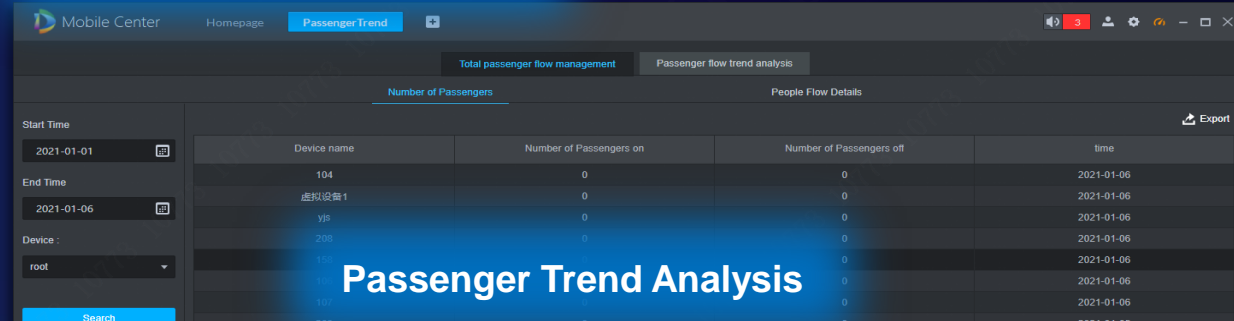 Mobile Center Homepage PassengerTrend 3
Total passenger flow management Passenger flow trend analysis
Number of Passengers People Flow Details
Start Time Export
2021-01-01 Device name Number of Passengers on Number of Passengers off time
104 0 0 2021-01-06
End Time
虚拟设备1 0 0 2021-01-06
2021-01-06
yjs 0 0 2021-01-06
Device :
208 0 0 2021-01-06
root 0 2021-01-06
Passenger Trend Analysis
2021-01-06
107 0 0 2021-01-06
Search